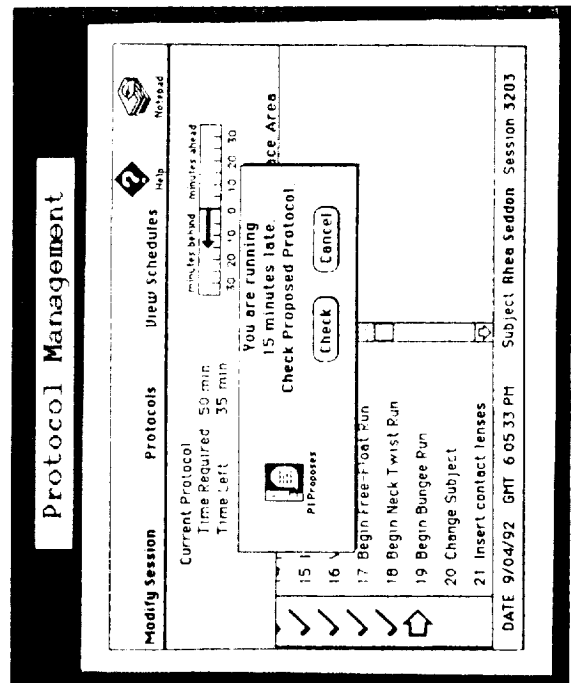 Protocol Management
Modify Session
Protocols
View Schedules
Help
Notepad
Current Protocol
Time Required 50 min
Time Left 35 min
minutes behind minutes ahead
30 20 10 0 10 20 30
ace Area
PI Proposes
You are running
15 minutes late.
Check Proposed Protocol
Check
Cancel
15
16
17 Begin Free-Float Run
18 Begin Neck Twist Run
19 Begin Bungee Run
20 Change Subject
21 Insert contact lenses
DATE 9/04/92 GMT 6 05 33 PM Subject Rhea Seddon Session 3203